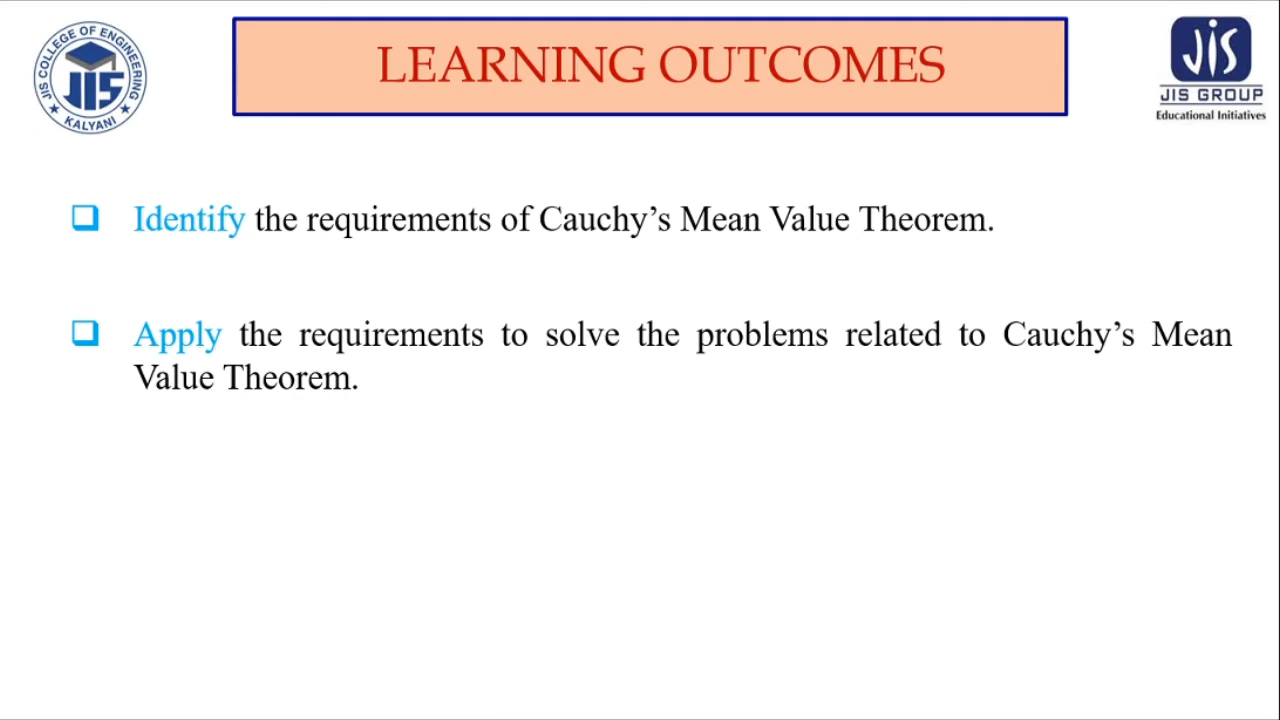 JIS COLLEGE OF ENGINEERING
JIS
KALYANI
LEARNING OUTCOMES
JIS
JIS GROUP
Educational Initiatives
❑ Identify the requirements of Cauchy’s Mean Value Theorem.
❑ Apply the requirements to solve the problems related to Cauchy’s Mean
Value Theorem.